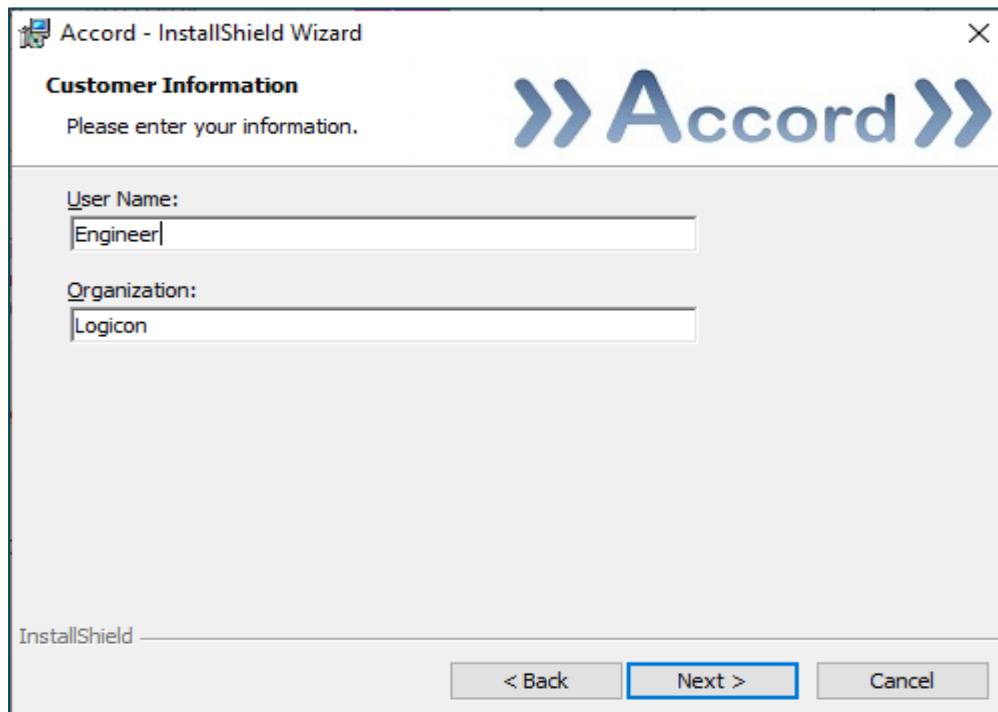 Accord - InstallShield Wizard
Customer Information
Please enter your information.
»Accord»
User Name:
Engineer
Organization:
Logicon
InstallShield
< Back
Next >
Cancel